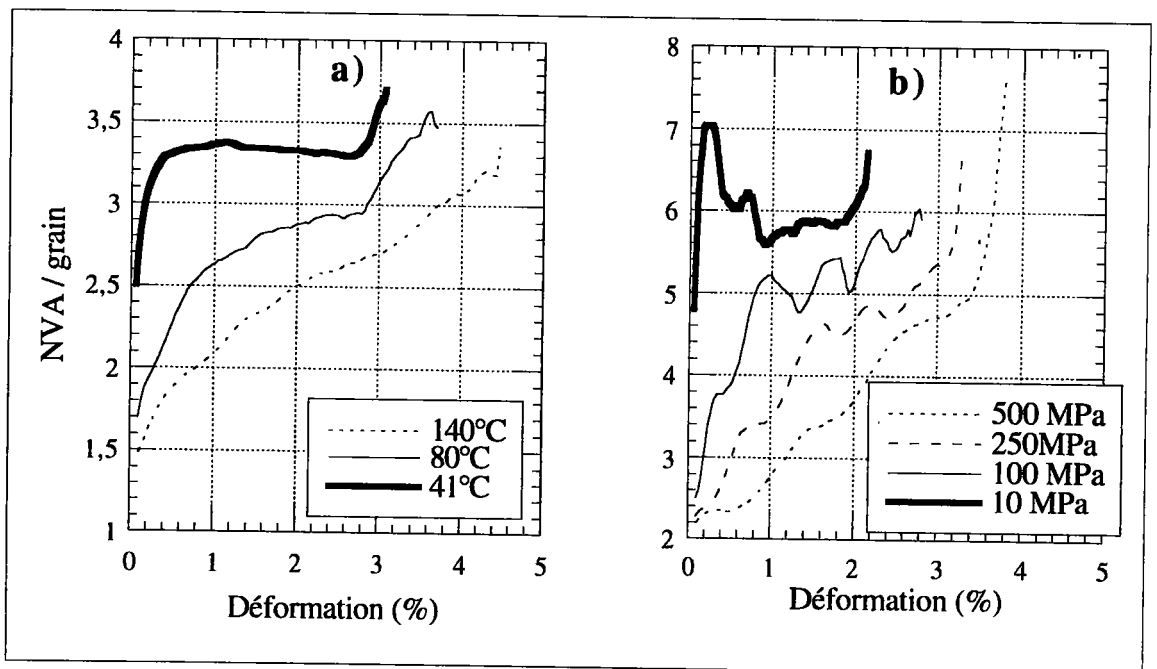 a)
NVA / grain
4
3,5
3
2,5
2
1,5
1
0 1 2 3 4 5
Déformation (%)
140°C
80°C
41°C
b)
8
7
6
5
4
3
2
0 1 2 3 4 5
Déformation (%)
500 MPa
250MPa
100 MPa
10 MPa